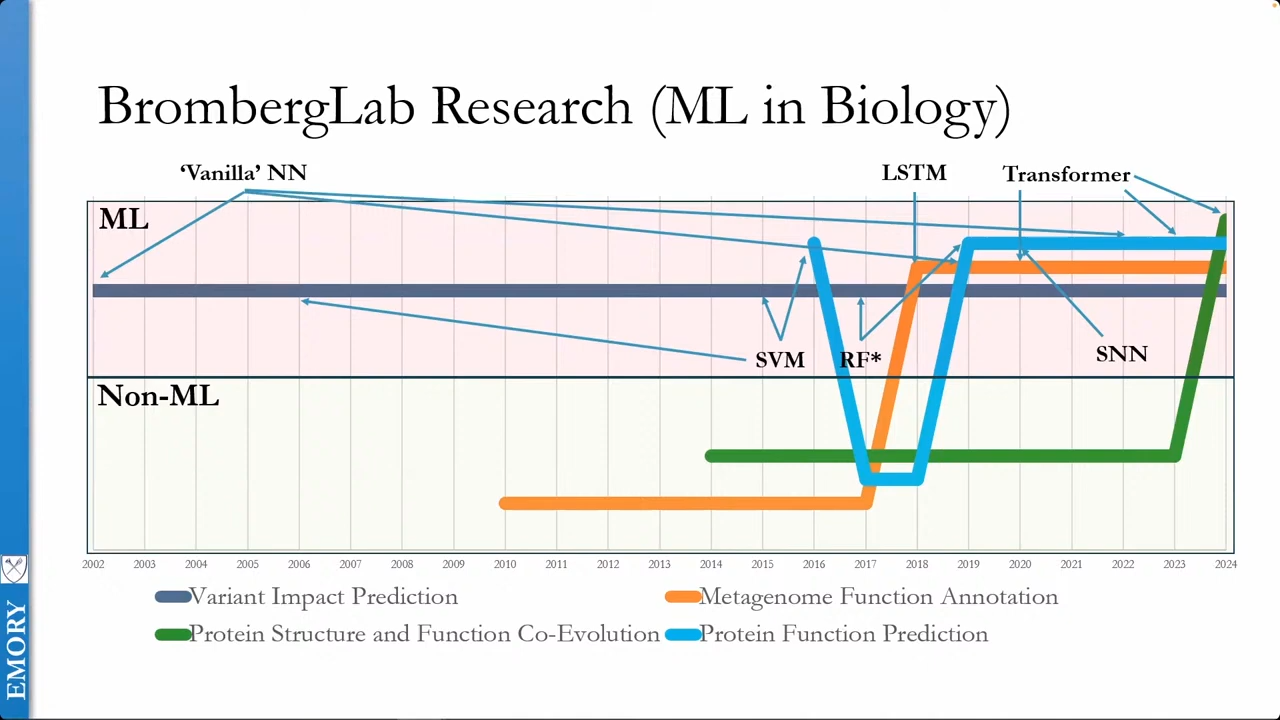 BrombergLab Research (ML in Biology)
‘Vanilla’ NN
LSTM
Transformer
ML
SVM
RF*
SNN
Non-ML
2002 2003 2004 2005 2006 2007 2008 2009 2010 2011 2012 2013 2014 2015 2016 2017 2018 2019 2020 2021 2022 2023 2024
Variant Impact Prediction
Metagenome Function Annotation
Protein Structure and Function Co-Evolution
Protein Function Prediction
EMORY